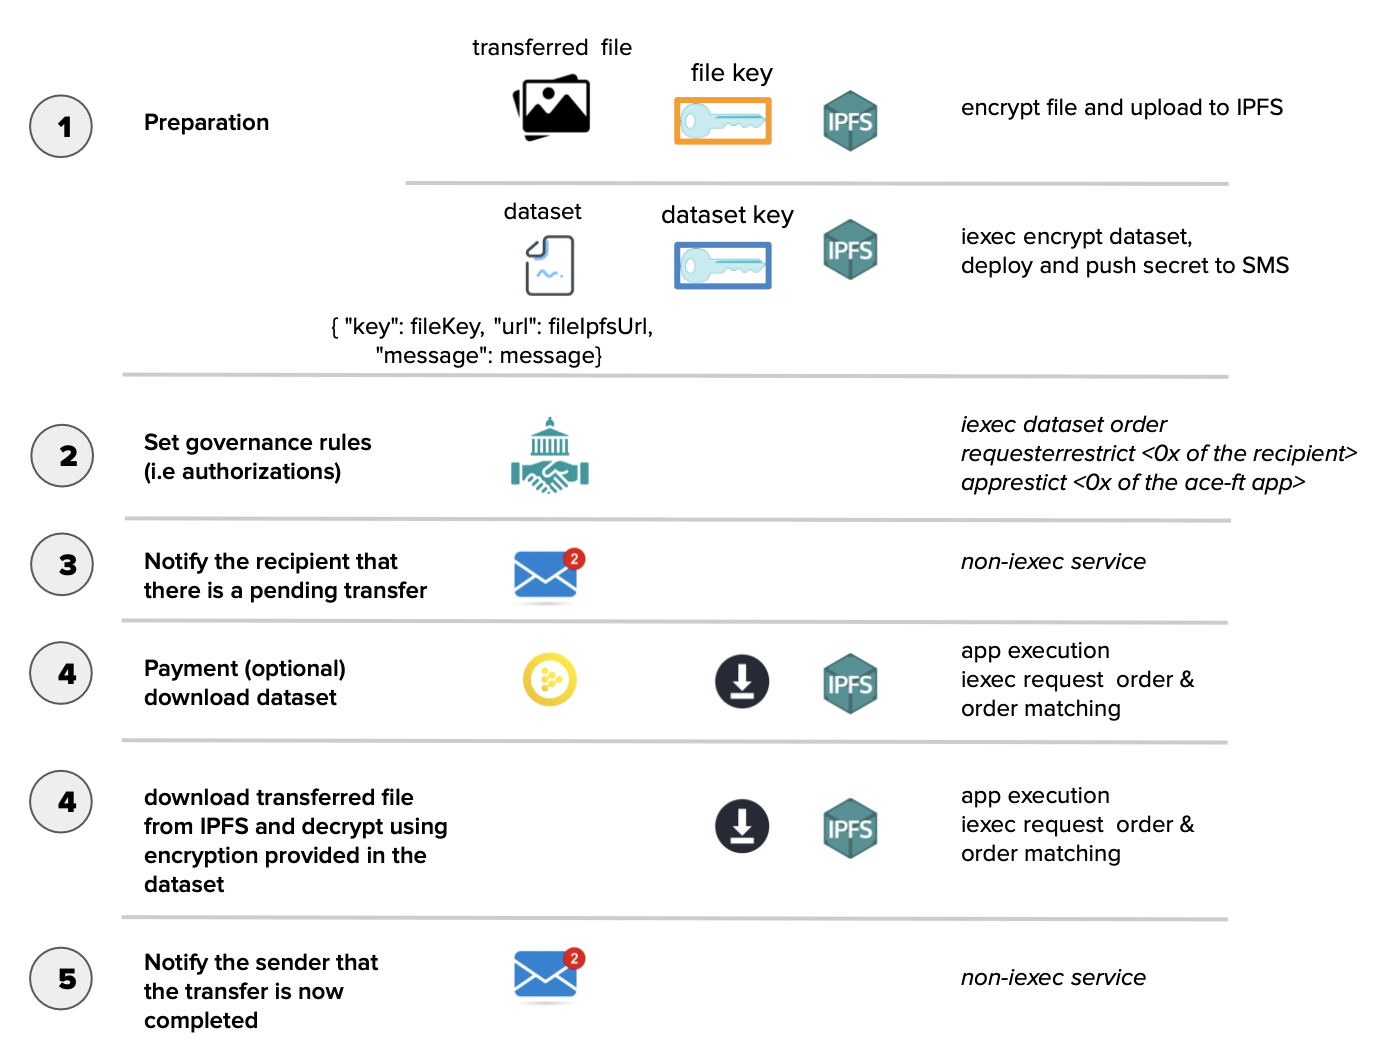 transferred file
file key
1
Preparation
IPFS
encrypt file and upload to IPFS
dataset
dataset key
IPFS
iexec encrypt dataset,
deploy and push secret to SMS
{ "key": fileKey, "url": fileIpfsUrl,
"message": message}
2
Set governance rules
(i.e authorizations)
iexec dataset order
requesterrestrict <0x of the recipient>
apprestict <0x of the ace-ft app>
3
Notify the recipient that
there is a pending transfer
2
non-iexec service
4
Payment (optional)
download dataset
IPFS
app execution
iexec request order &
order matching
4
download transferred file
from IPFS and decrypt using
encryption provided in the
dataset
IPFS
app execution
iexec request order &
order matching
5
Notify the sender that
the transfer is now
completed
2
non-iexec service